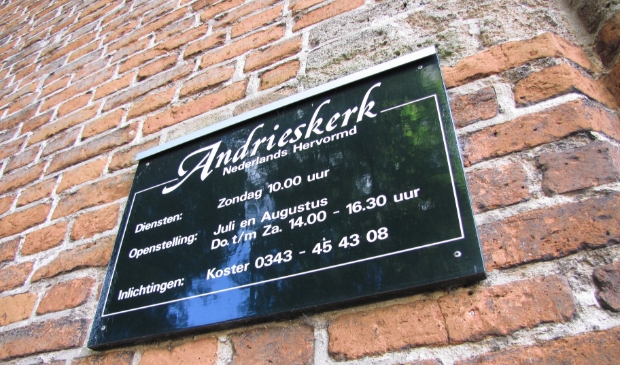 Andrieskerk
Nederlands Hervormd
Diensten: Zondag 10.00 uur
Openstelling: Juli en Augustus
Do. t/m Za. 14.00 - 16.30 uur
Inlichtingen: Koster 0343 - 45 43 08